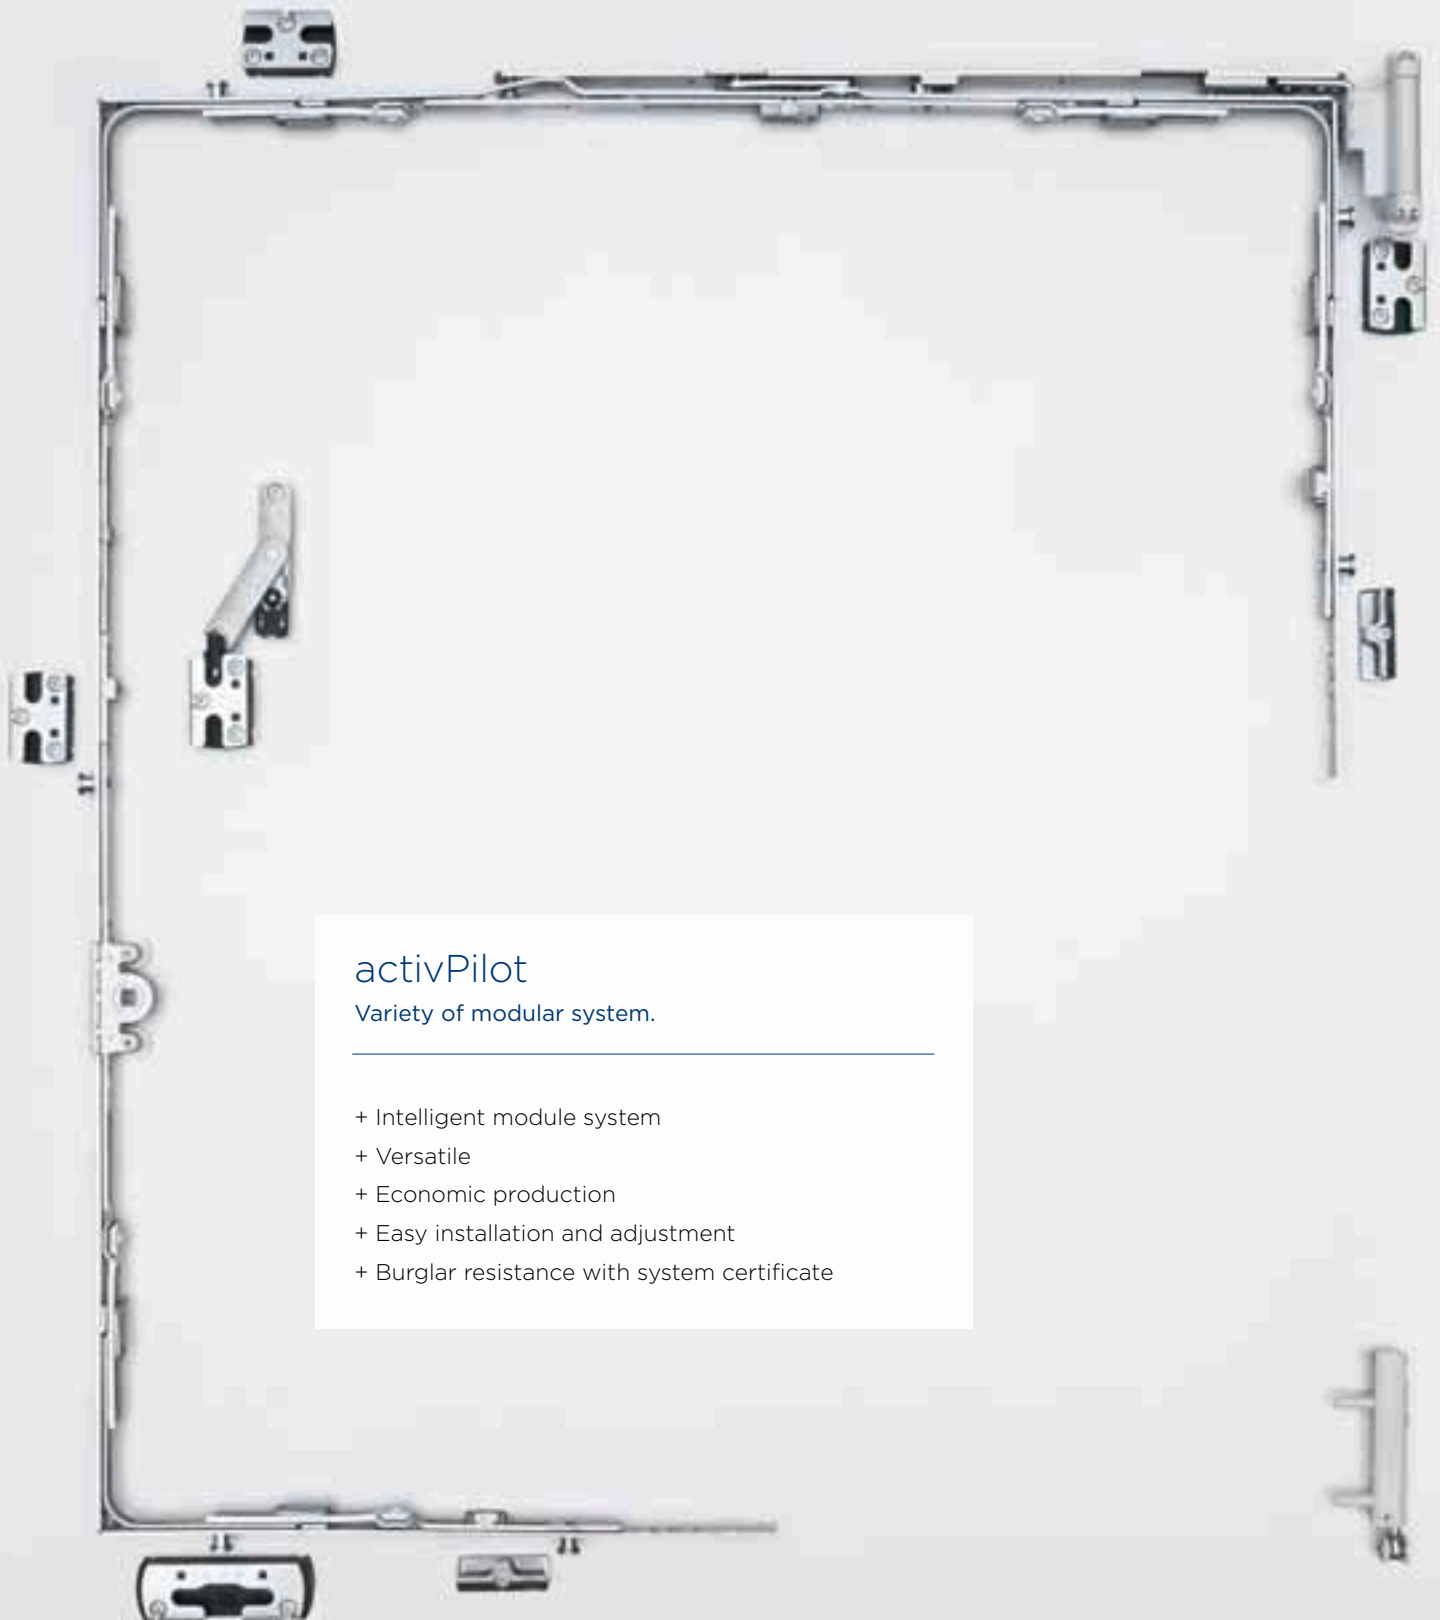 activPilot
Variety of modular system.
+ Intelligent module system
+ Versatile
+ Economic production
+ Easy installation and adjustment
+ Burglar resistance with system certificate